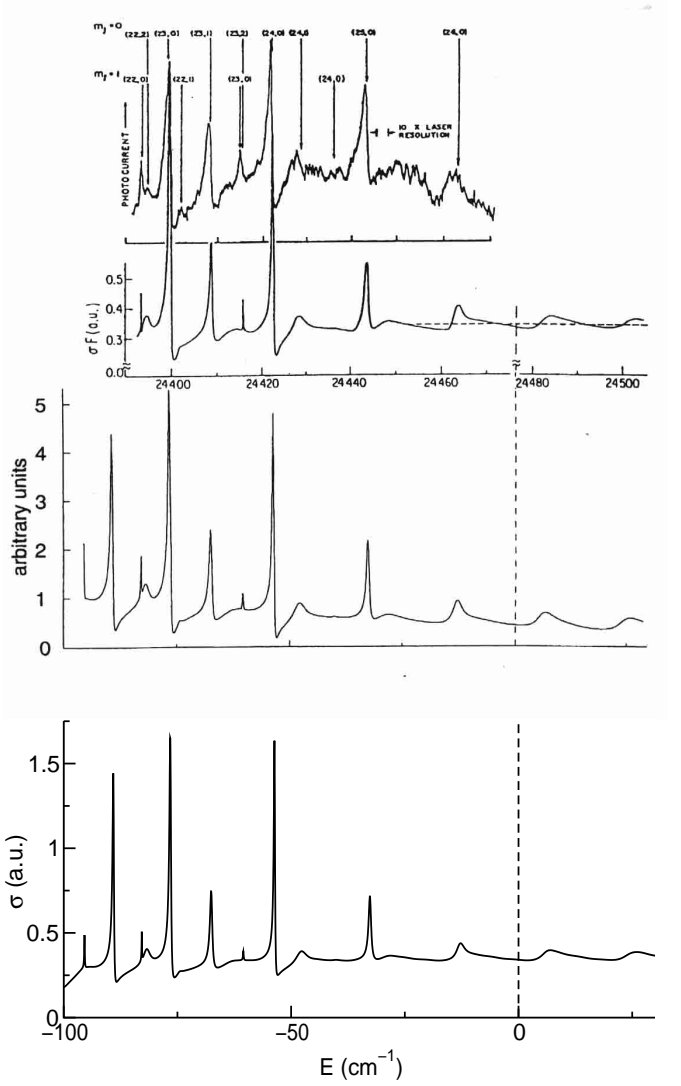 mⱼ=0 (22,2) (23,0) (23,1) (23,2) (24,0) (24,1) (25,0) (26,0)
mⱼ=1 (22,0) (22,1) (23,0) (24,0)
10 X LASER
RESOLUTION
PHOTOCURRENT
0.5
0.4
0.3
0.0
σF (a.u.)
24400 24420 24440 24460 24480 24500
5
4
3
2
1
0
arbitrary units
1.5
1
0.5
0
σ (a.u.)
−100 −50 0
E (cm⁻¹)